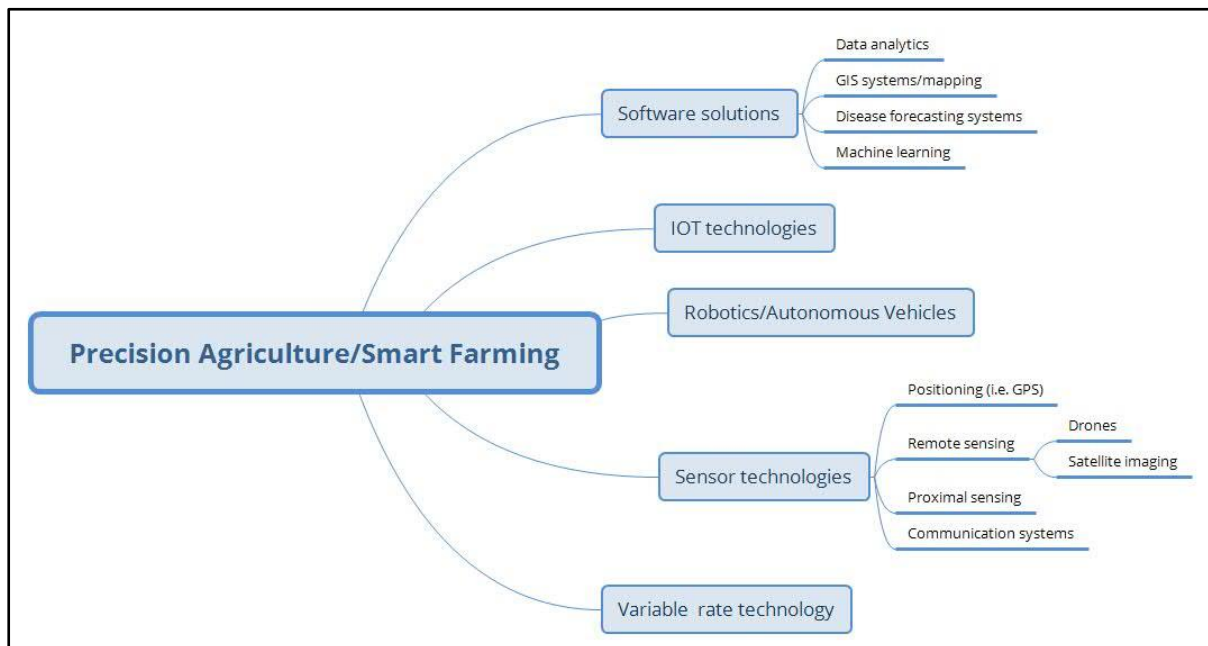 Precision Agriculture/Smart Farming
Software solutions
Data analytics
GIS systems/mapping
Disease forecasting systems
Machine learning
IOT technologies
Robotics/Autonomous Vehicles
Sensor technologies
Positioning (i.e. GPS)
Remote sensing
Drones
Satellite imaging
Proximal sensing
Communication systems
Variable rate technology